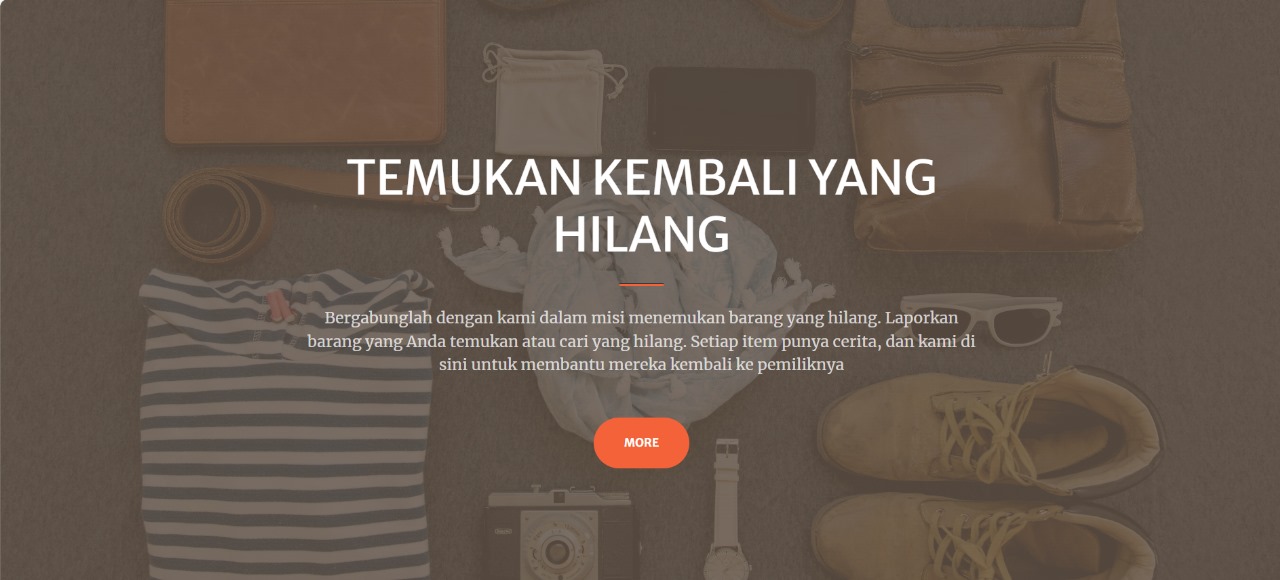 TEMUKAN KEMBALI YANG
HILANG
Bergabunglah dengan kami dalam misi menemukan barang yang hilang. Laporkan
barang yang Anda temukan atau cari yang hilang. Setiap item punya cerita, dan kami di
sini untuk membantu mereka kembali ke pemiliknya
MORE